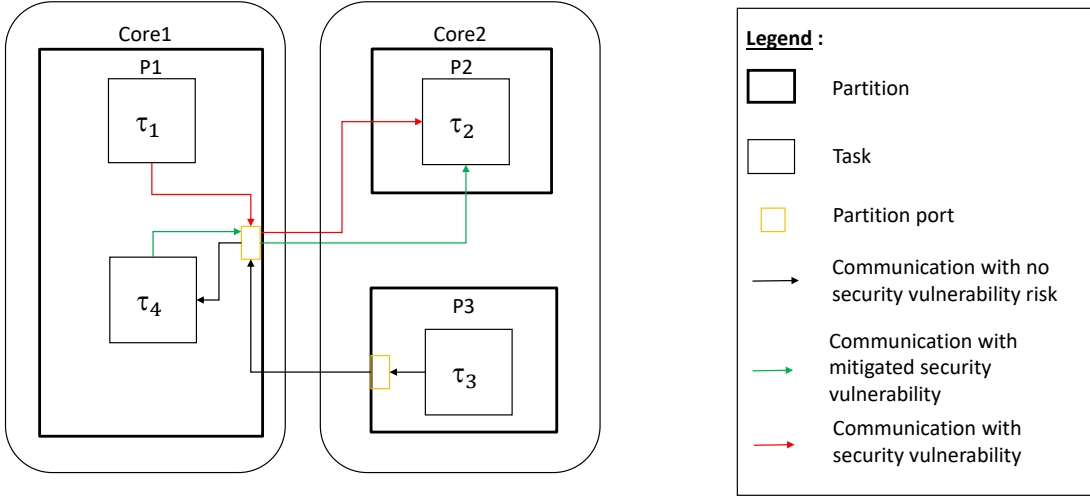 Core1
P1
τ1
τ4
Core2
P2
τ2
P3
τ3
Legend :
Partition
Task
Partition port
Communication with no
security vulnerability risk
Communication with
mitigated security
vulnerability
Communication with
security vulnerability